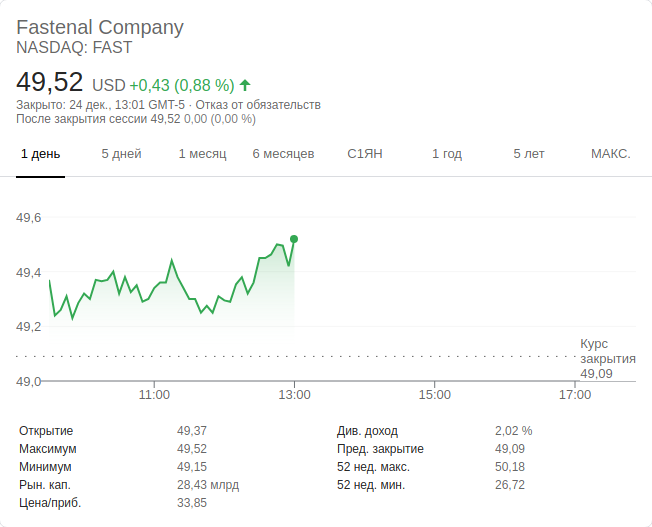 Fastenal Company
NASDAQ: FAST
49,52 USD +0,43 (0,88 %)
Закрыто: 24 дек., 13:01 GMT-5 · Отказ от обязательств
После закрытия сессии 49,52 0,00 (0,00 %)
1 день 5 дней 1 месяц 6 месяцев С1ЯН 1 год 5 лет МАКС.
49,6
49,4
49,2
Курс
закрытия
49,09
49,0
11:00 13:00 15:00 17:00
Открытие 49,37 Див. доход 2,02 %
Максимум 49,52 Пред. закрытие 49,09
Минимум 49,15 52 нед. макс. 50,18
Рын. кап. 28,43 млрд 52 нед. мин. 26,72
Цена/приб. 33,85